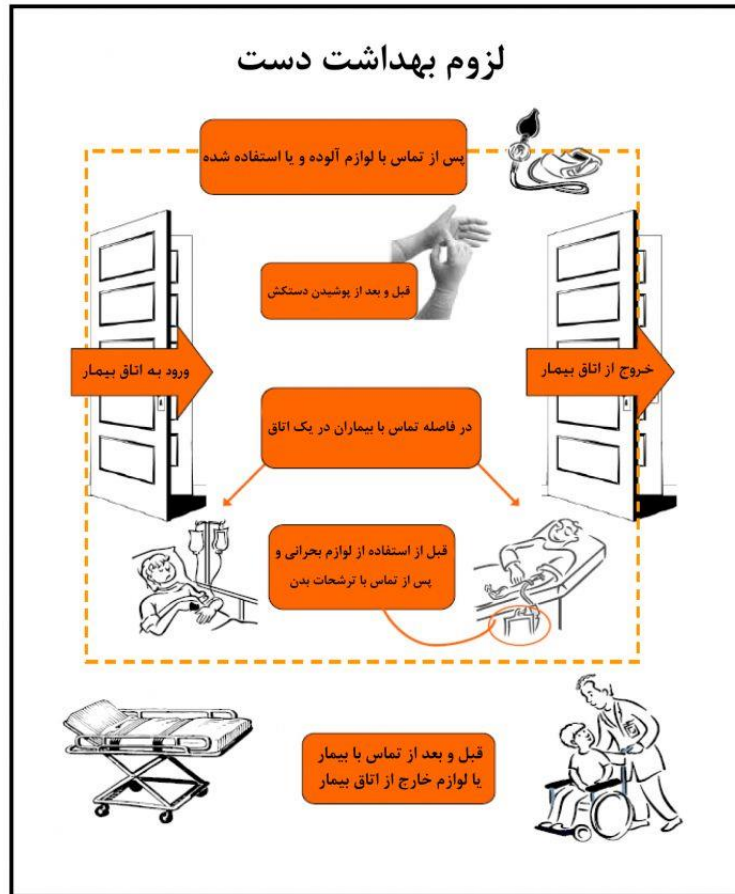 لزوم بهداشت دست
پس از تماس با لوازم آلوده و یا استفاده شده
قبل و بعد از پوشیدن دستکش
خروج از اتاق بیمار
ورود به اتاق بیمار
در فاصله تماس با بیماران در یک اتاق
قبل از استفاده از لوازم بحرانی و
پس از تماس با ترشحات بدن
قبل و بعد از تماس با بیمار
یا لوازم خارج از اتاق بیمار